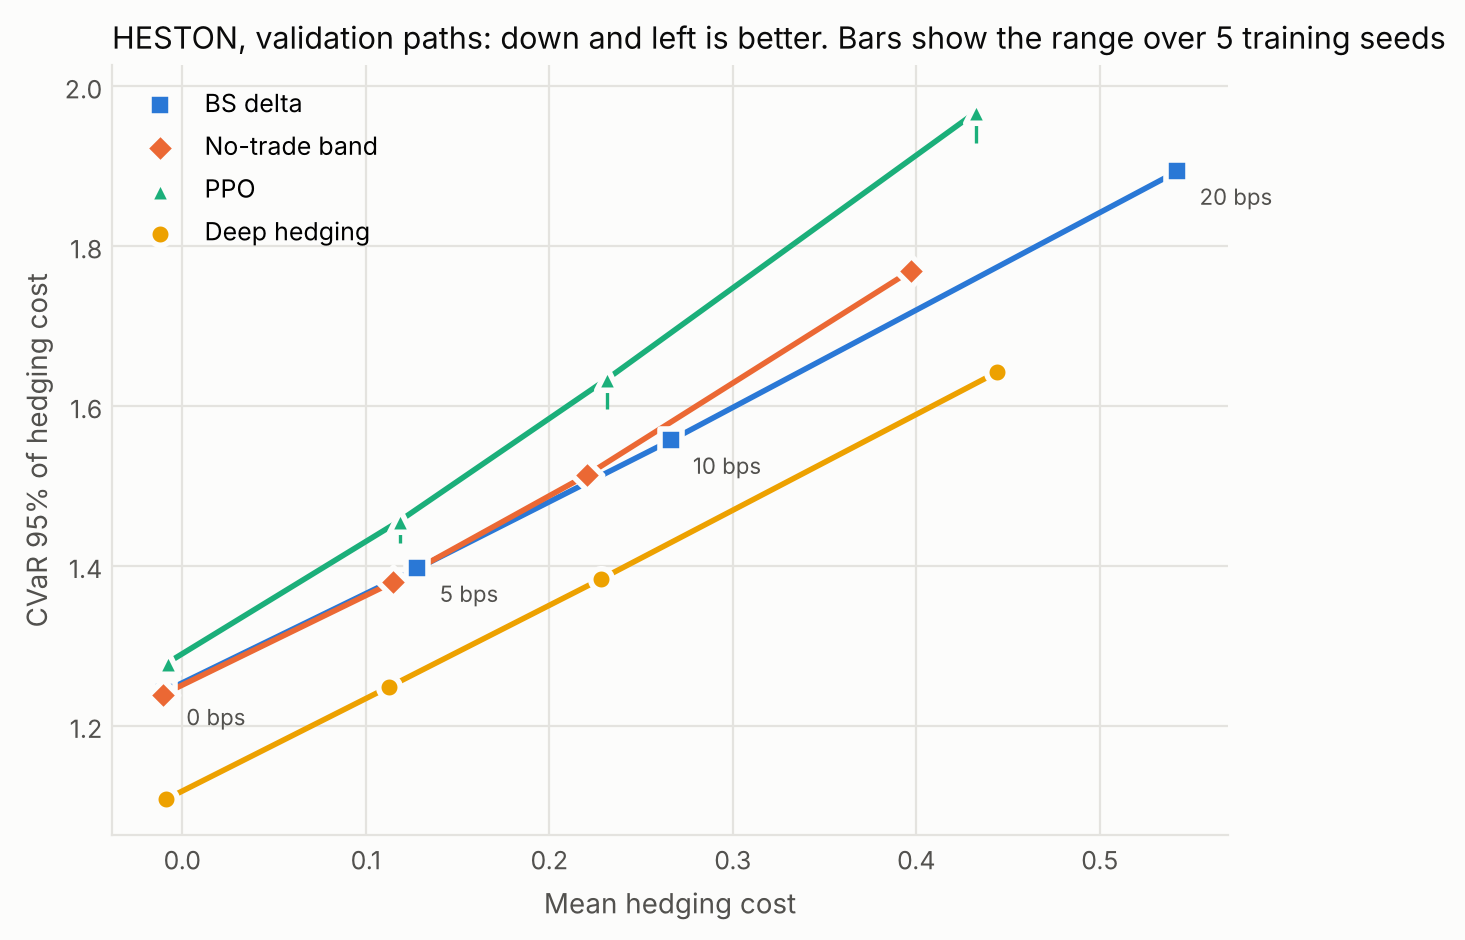 HESTON, validation paths: down and left is better. Bars show the range over 5 training seeds
BS delta
No-trade band
PPO
Deep hedging
2.0
1.8
1.6
1.4
1.2
CVaR 95% of hedging cost
20 bps
10 bps
5 bps
0 bps
0.0 0.1 0.2 0.3 0.4 0.5
Mean hedging cost